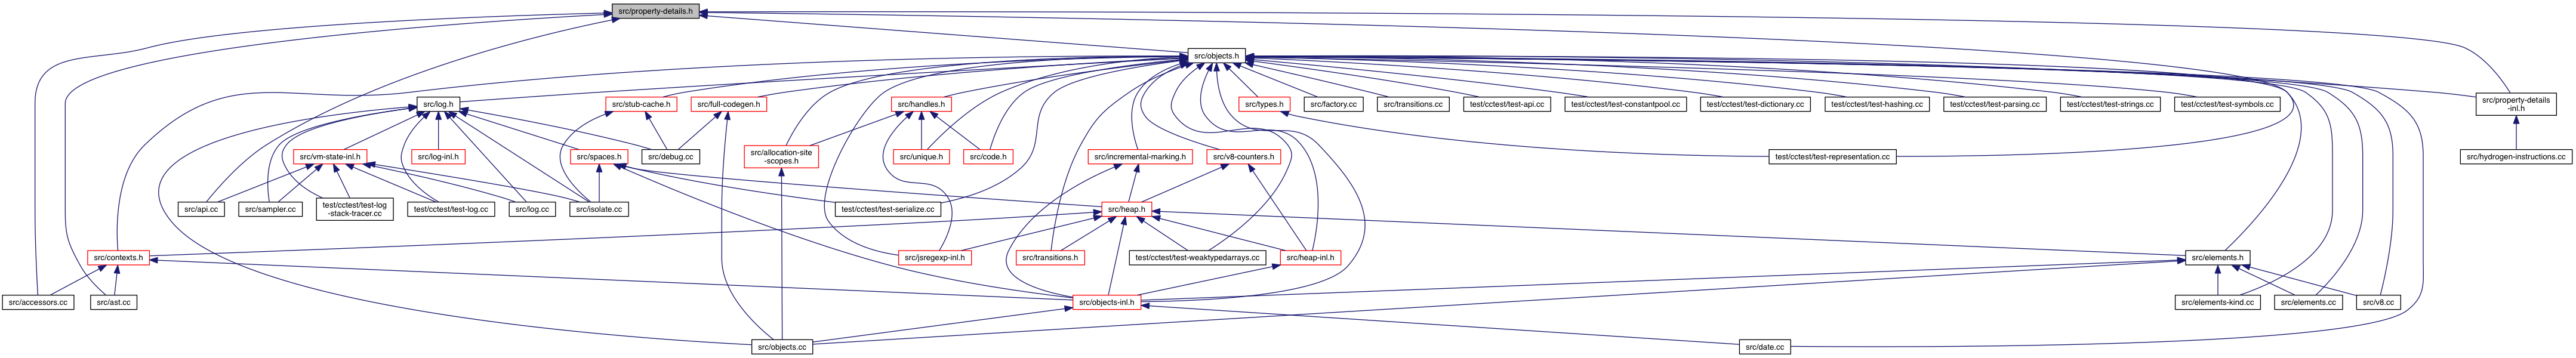 src/property-details.h
src/objects.h
src/log.h
src/stub-cache.h
src/full-codegen.h
src/handles.h
src/types.h
src/factory.cc
src/transitions.cc
test/cctest/test-api.cc
test/cctest/test-constantpool.cc
test/cctest/test-dictionary.cc
test/cctest/test-hashing.cc
test/cctest/test-parsing.cc
test/cctest/test-strings.cc
test/cctest/test-symbols.cc
src/property-details
-inl.h
src/vm-state-inl.h
src/log-inl.h
src/spaces.h
src/debug.cc
src/allocation-site
-scopes.h
src/unique.h
src/code.h
src/incremental-marking.h
src/v8-counters.h
test/cctest/test-representation.cc
src/hydrogen-instructions.cc
src/api.cc
src/sampler.cc
test/cctest/test-log
-stack-tracer.cc
test/cctest/test-log.cc
src/log.cc
src/isolate.cc
test/cctest/test-serialize.cc
src/heap.h
src/contexts.h
src/jsregexp-inl.h
src/transitions.h
test/cctest/test-weaktypedarrays.cc
src/heap-inl.h
src/elements.h
src/accessors.cc
src/ast.cc
src/objects-inl.h
src/elements-kind.cc
src/elements.cc
src/v8.cc
src/objects.cc
src/date.cc